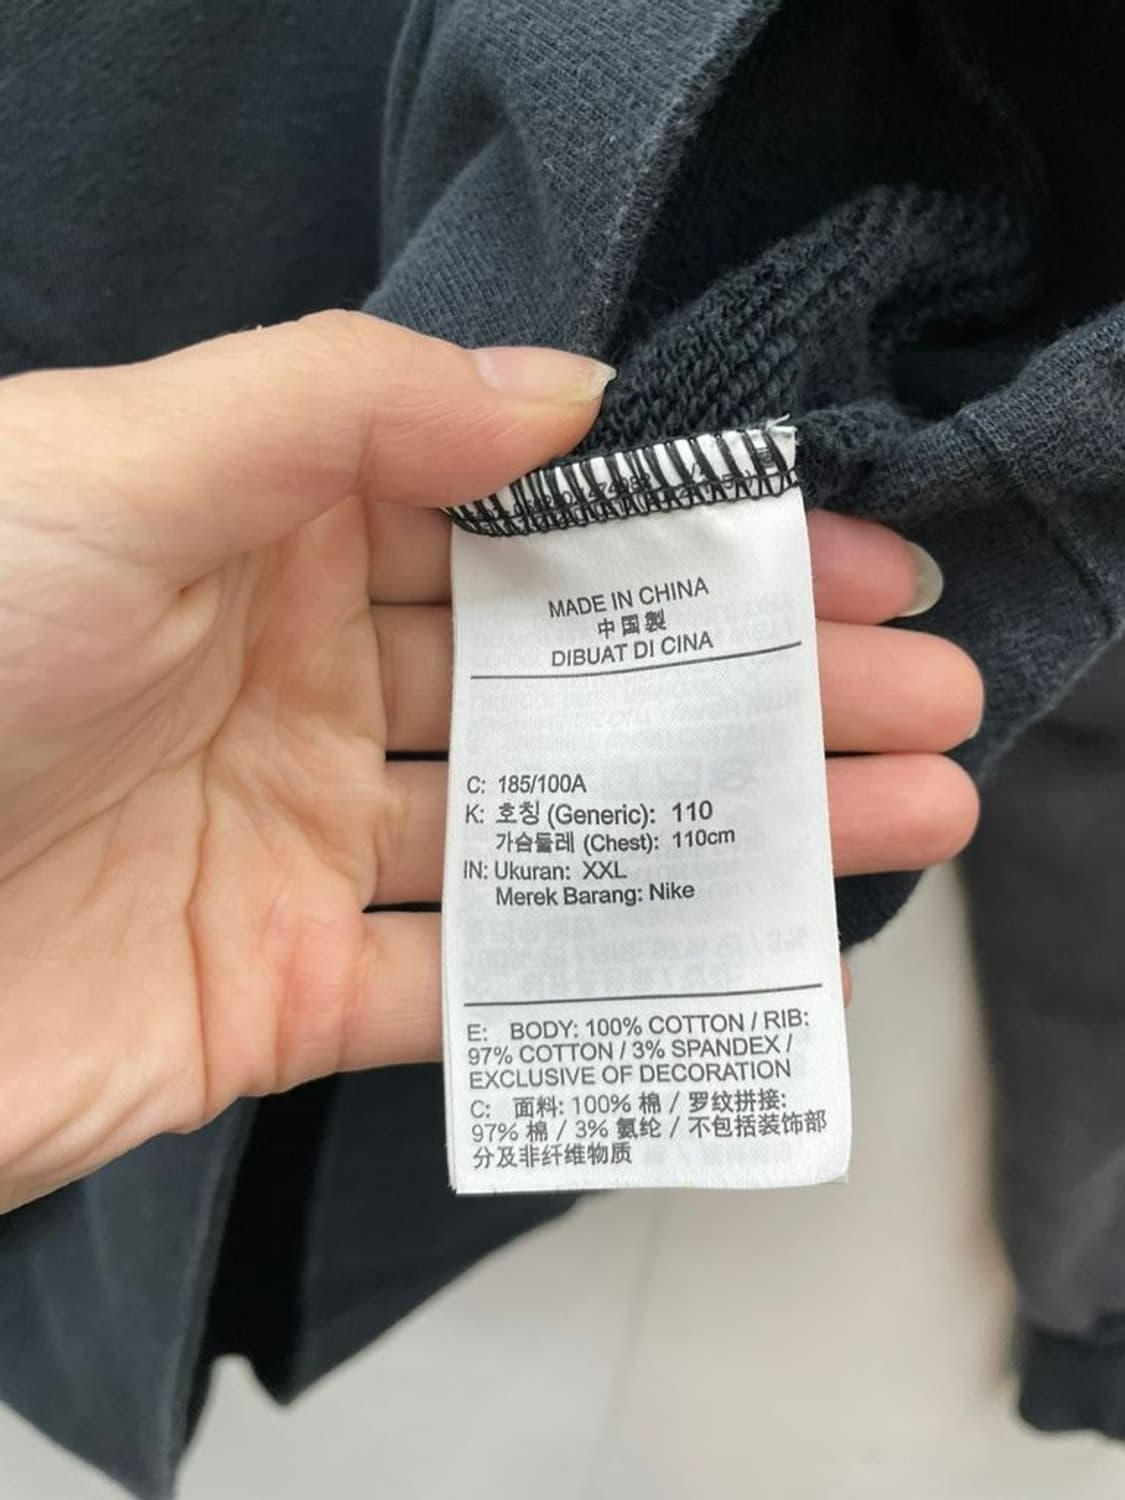 MADE IN CHINA
中国製
DIBUAT DI CINA
C: 185/100A
K: 호칭 (Generic): 110
가슴둘레 (Chest): 110cm
IN: Ukuran: XXL
Merek Barang: Nike
E: BODY: 100% COTTON / RIB:
97% COTTON / 3% SPANDEX /
EXCLUSIVE OF DECORATION
C: 面料: 100% 棉 / 罗纹拼接:
97% 棉 / 3% 氨纶 / 不包括装饰部
分及非纤维物质